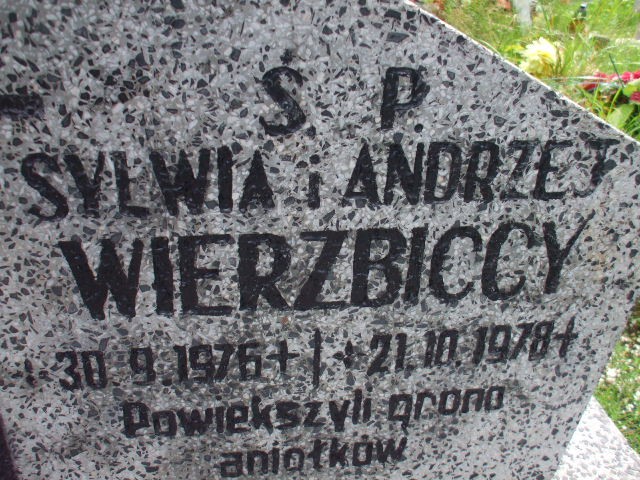 Ś. P.
SYLWIA i ANDRZEJ
WIERZBICCY
30.9.1976 + | + 21.10.1978 +
Powiekszyli grono
aniołków